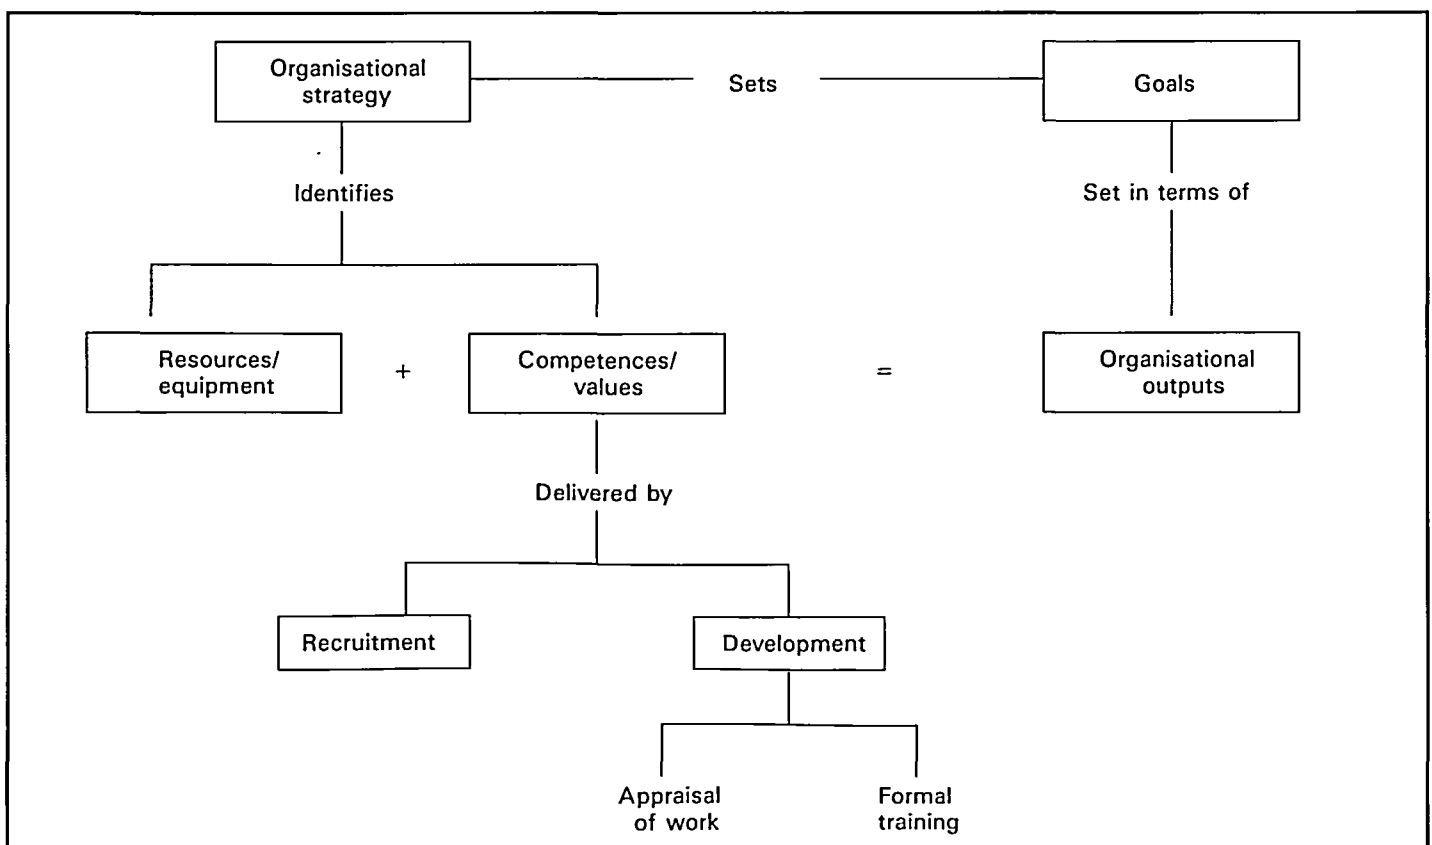 Organisational
strategy
Sets
Goals
Identifies
Set in terms of
Resources/
equipment
+
Competences/
values
=
Organisational
outputs
Delivered by
Recruitment
Development
Appraisal
of work
Formal
training